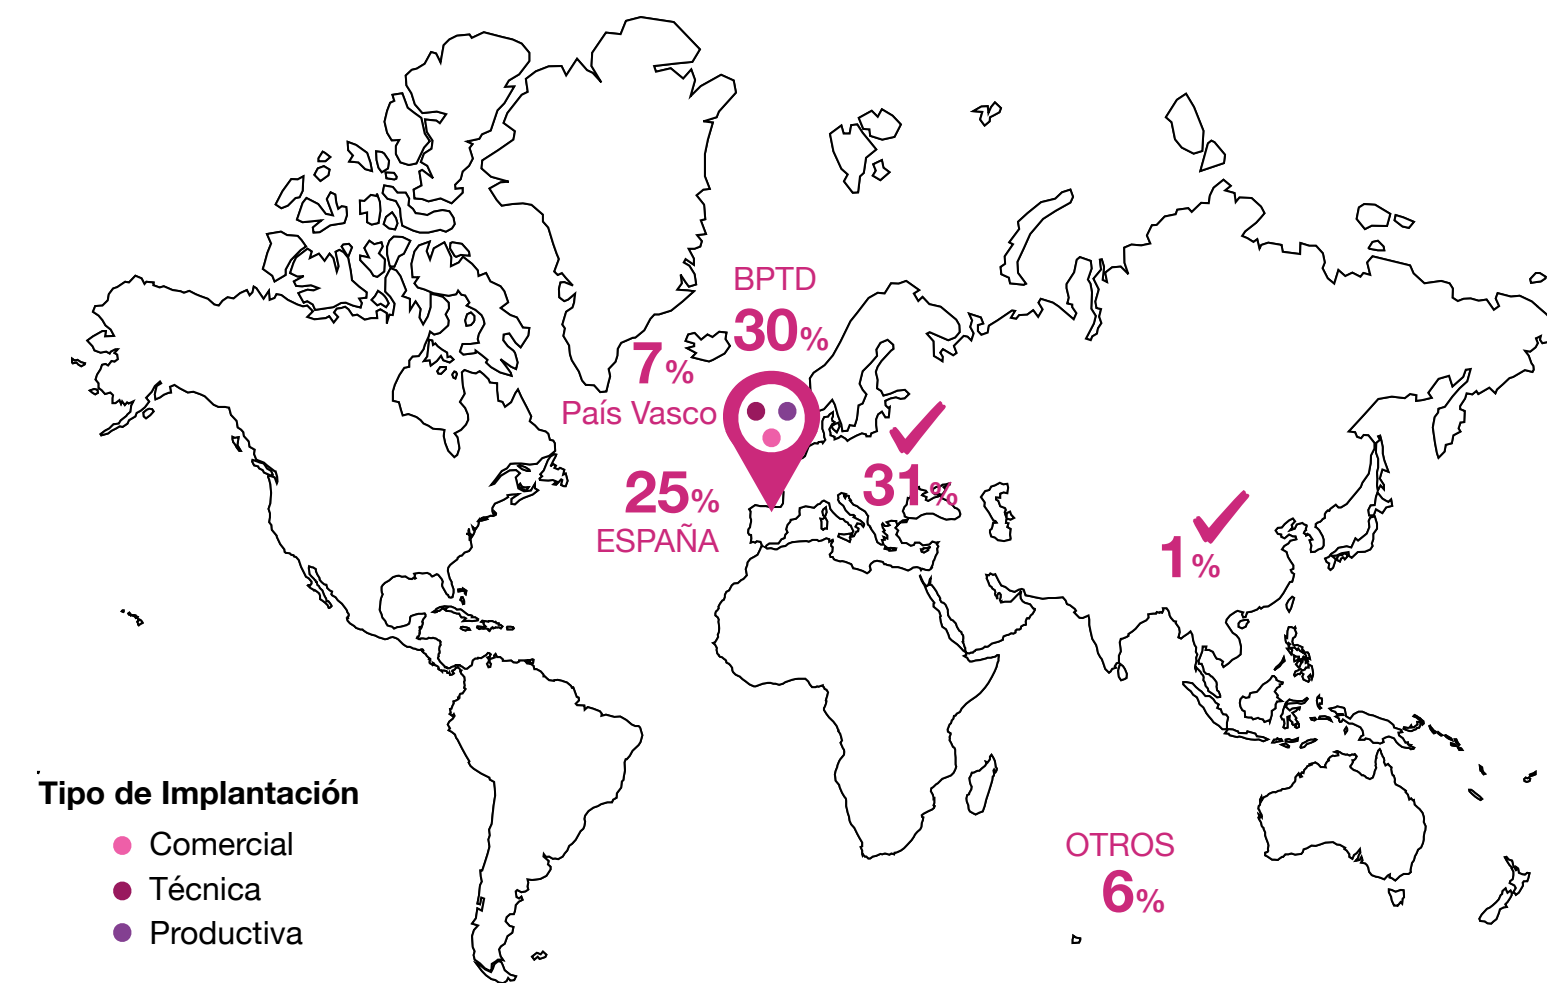 BPTD
30%
7%
País Vasco
25%
ESPAÑA
31%
1%
OTROS
6%
Tipo de Implantación
Comercial
Técnica
Productiva